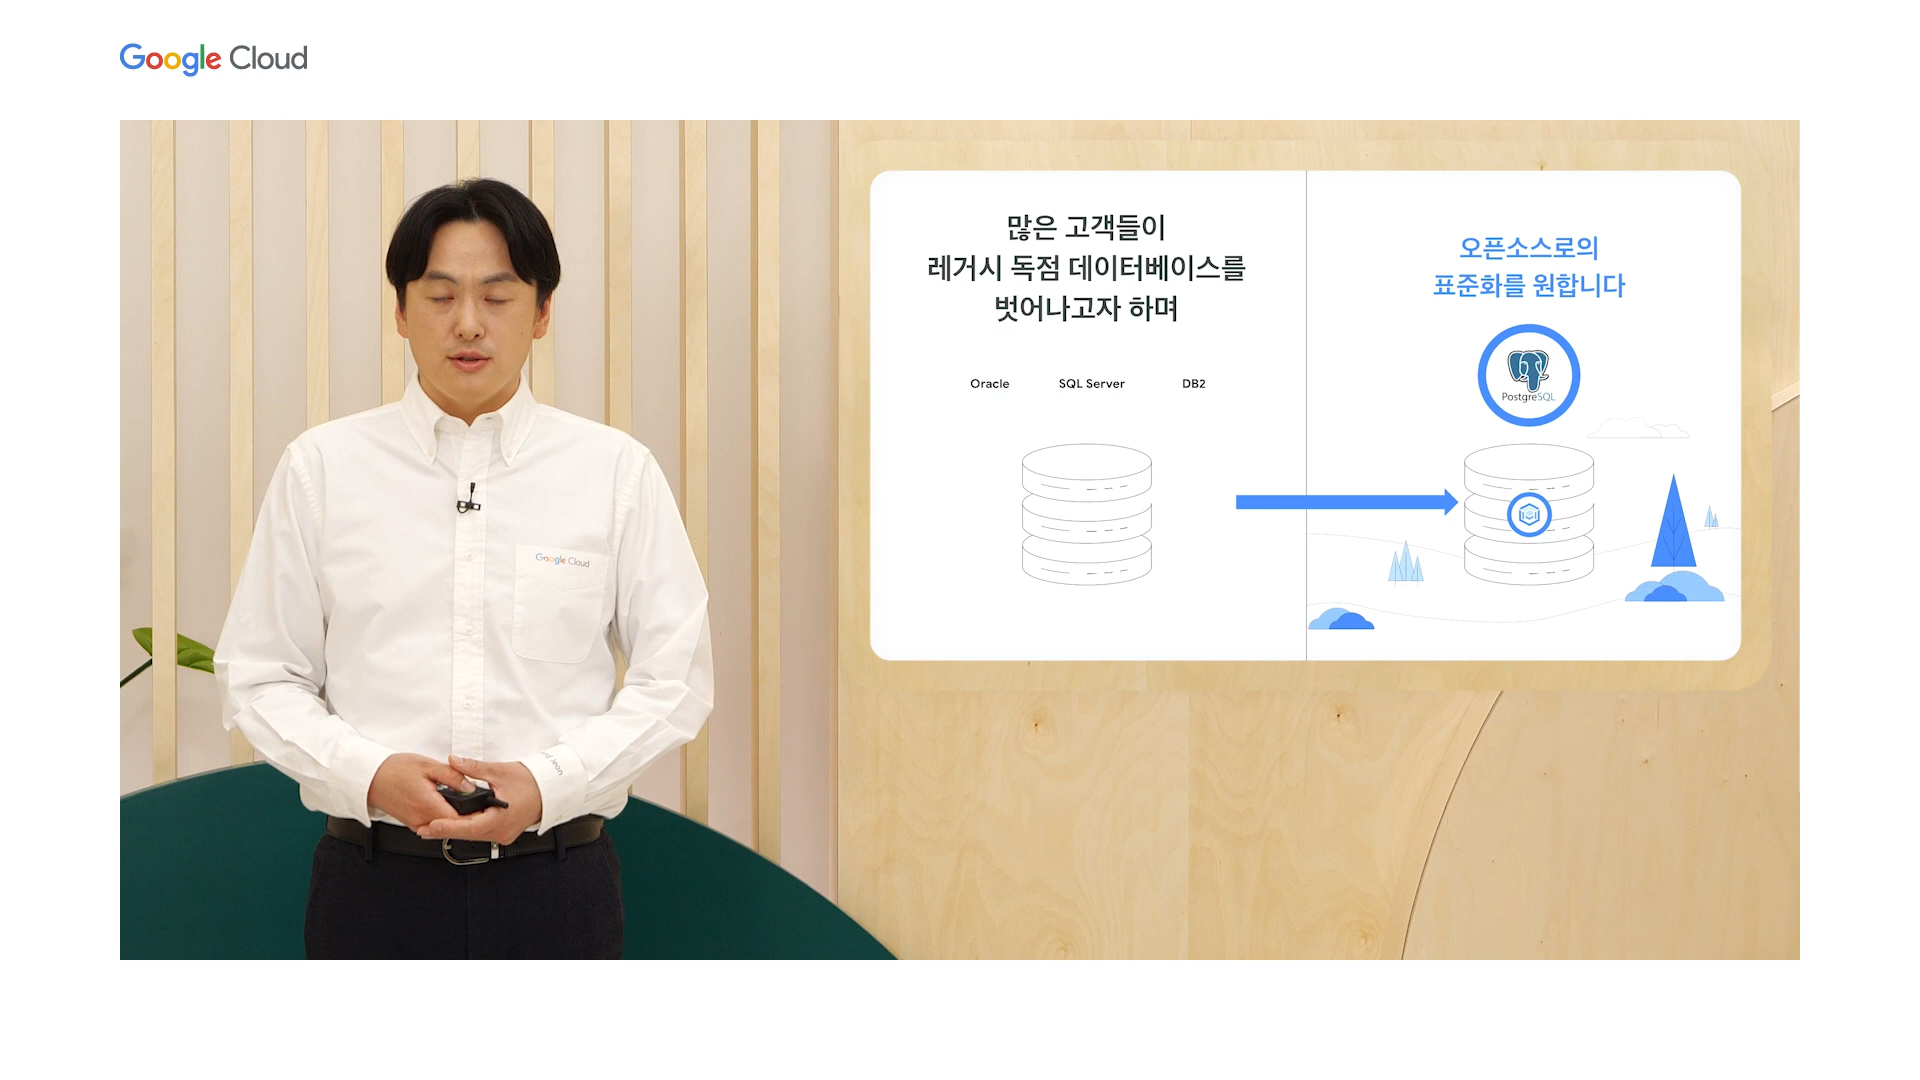 Google Cloud
많은 고객들이
레거시 독점 데이터베이스를
벗어나고자 하며
Oracle
SQL Server
DB2
오픈소스로의
표준화를 원합니다
PostgreSQL
Google Cloud